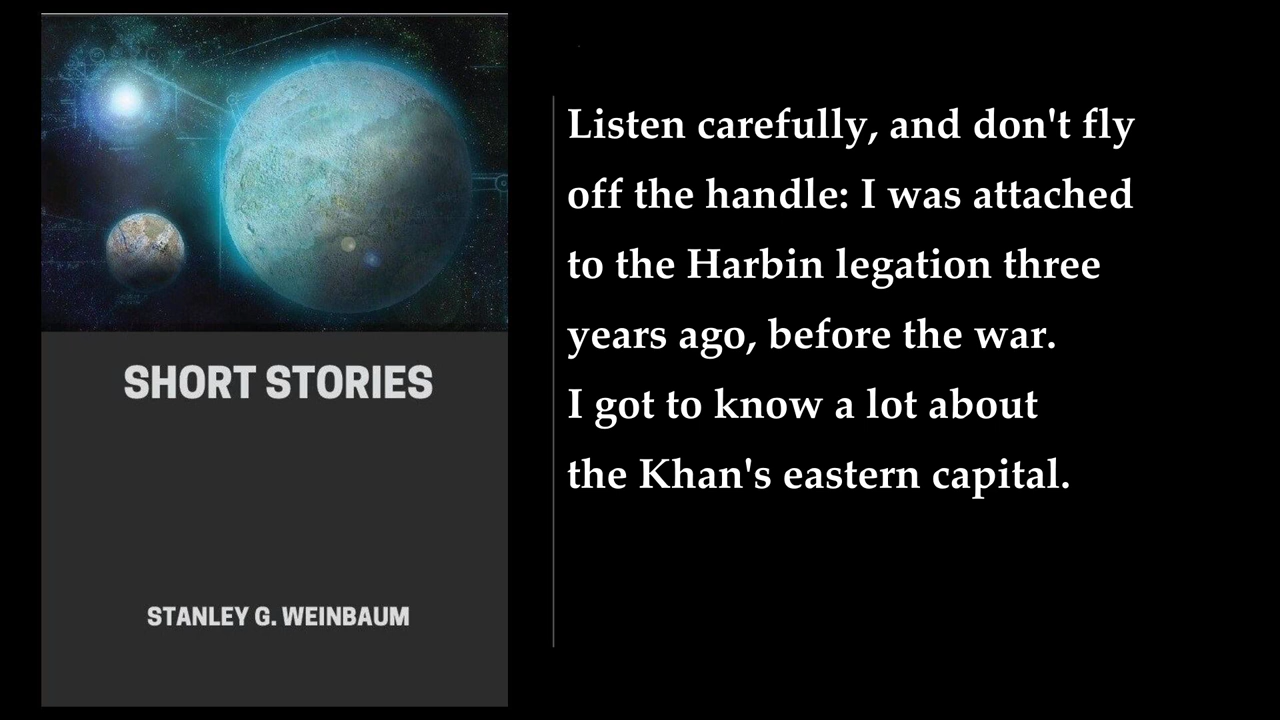 SHORT STORIES
STANLEY G. WEINBAUM
Listen carefully, and don't fly
off the handle: I was attached
to the Harbin legation three
years ago, before the war.
I got to know a lot about
the Khan's eastern capital.